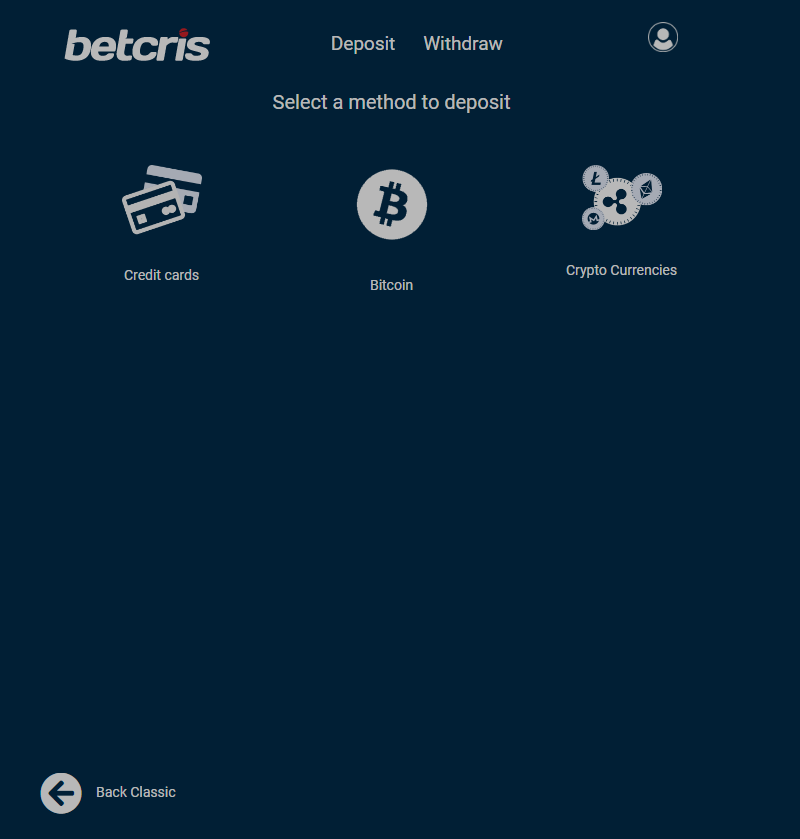 betcris
Deposit Withdraw
Select a method to deposit
Credit cards
Bitcoin
Crypto Currencies
Back Classic